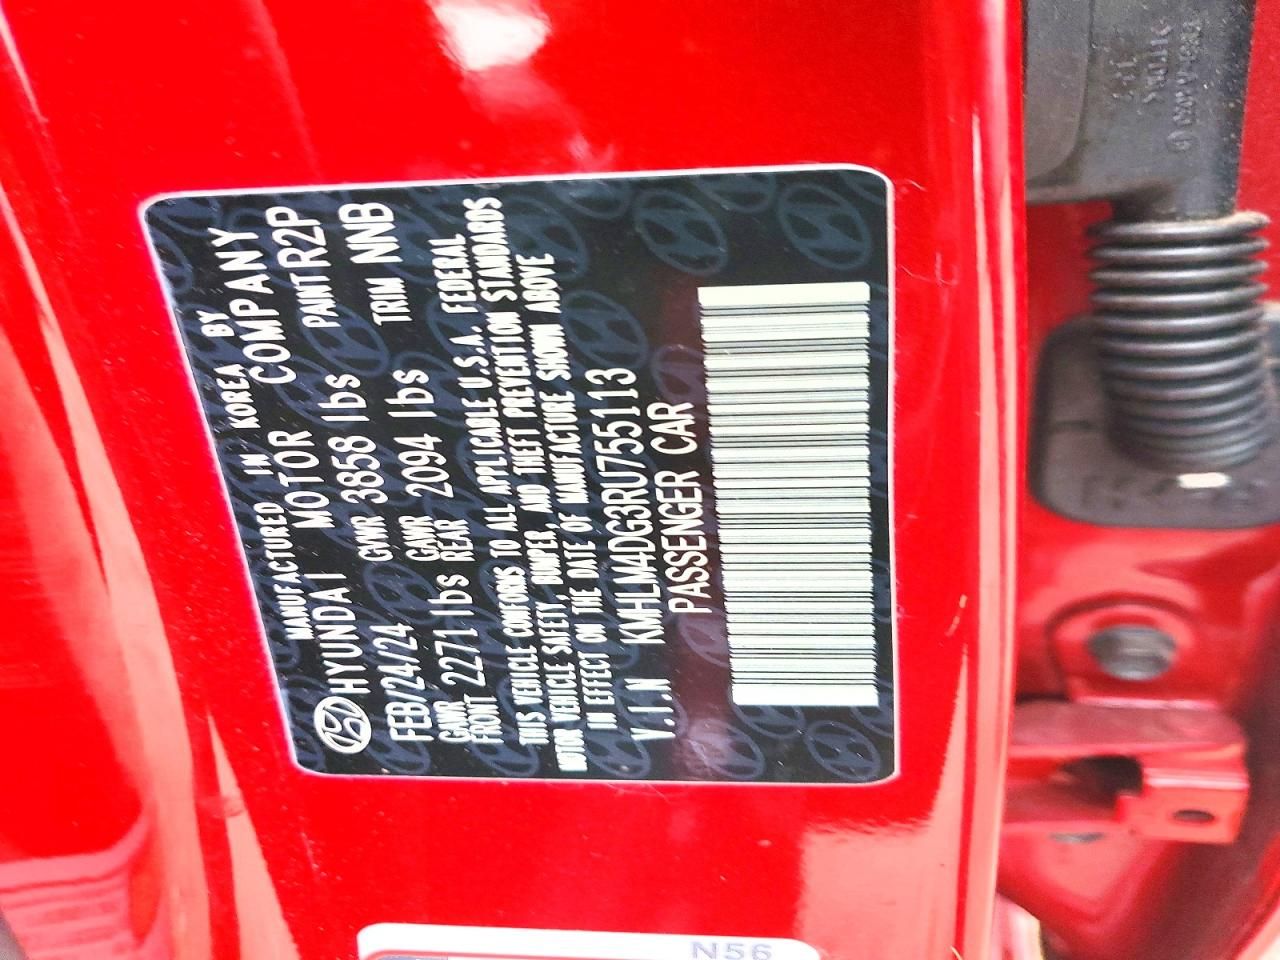 MANUFACTURED IN KOREA BY
HYUNDAI MOTOR COMPANY
FEB/24/24 GVWR 3858 lbs PAINT R2P
GAWR FRONT 2271 lbs GAWR REAR 2094 lbs TRIM NNB
THIS VEHICLE CONFORMS TO ALL APPLICABLE U.S.A. FEDERAL
MOTOR VEHICLE SAFETY, BUMPER, AND THEFT PREVENTION STANDARDS
IN EFFECT ON THE DATE OF MANUFACTURE SHOWN ABOVE
V.I.N KMHLM4DG3RU755113
PASSENGER CAR
N56